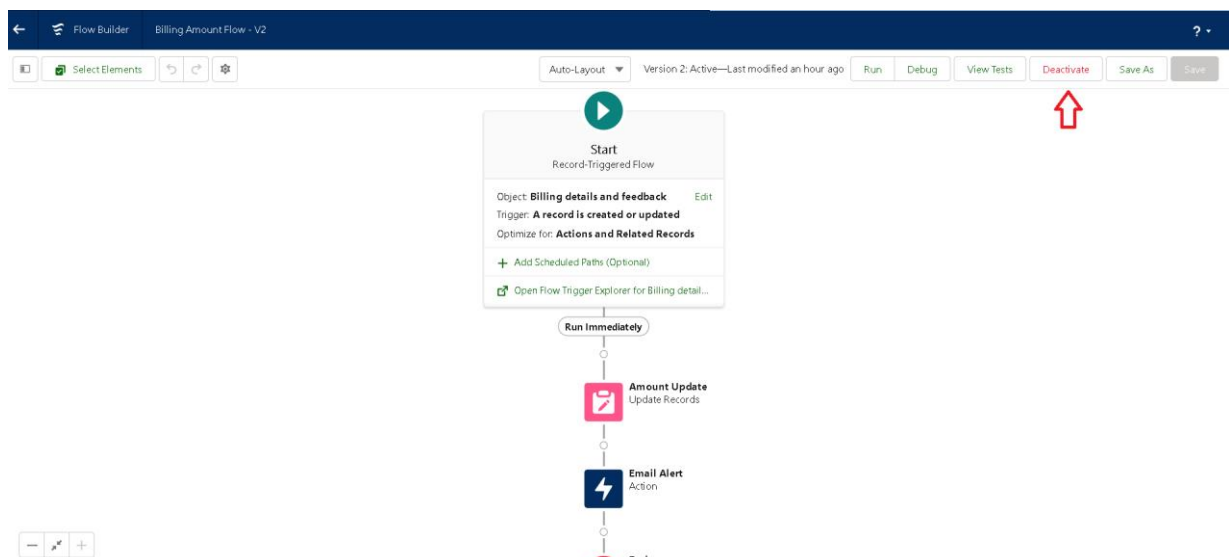 Flow Builder Billing Amount Flow - V2 ?
Select Elements Auto-Layout Version 2: Active—Last modified an hour ago Run Debug View Tests Deactivate Save As Save
Start
Record-Triggered Flow
Object: Billing details and feedback Edit
Trigger: A record is created or updated
Optimize for: Actions and Related Records
+ Add Scheduled Paths (Optional)
Open Flow Trigger Explorer for Billing detail...
Run Immediately
Amount Update
Update Records
Email Alert
Action